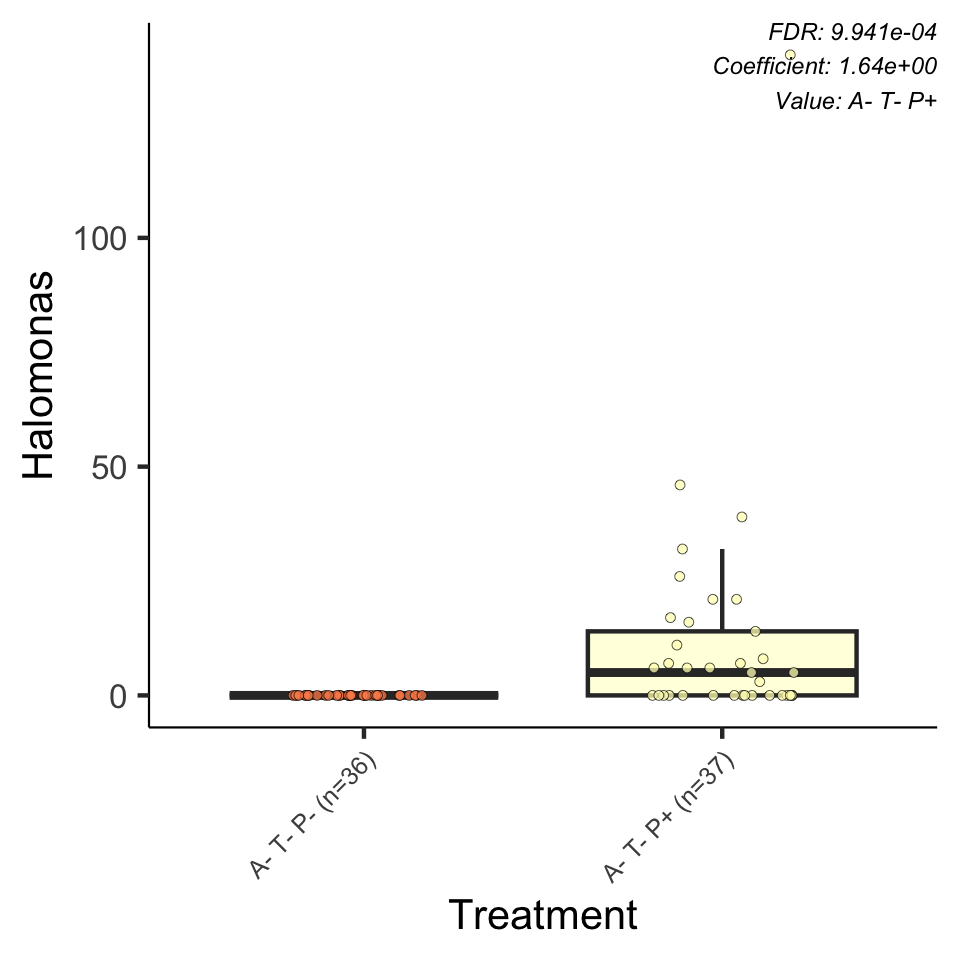 FDR: 9.941e-04
Coefficient: 1.64e+00
Value: A- T- P+
Halomonas
100
50
0
A- T- P- (n=36)
A- T- P+ (n=37)
Treatment